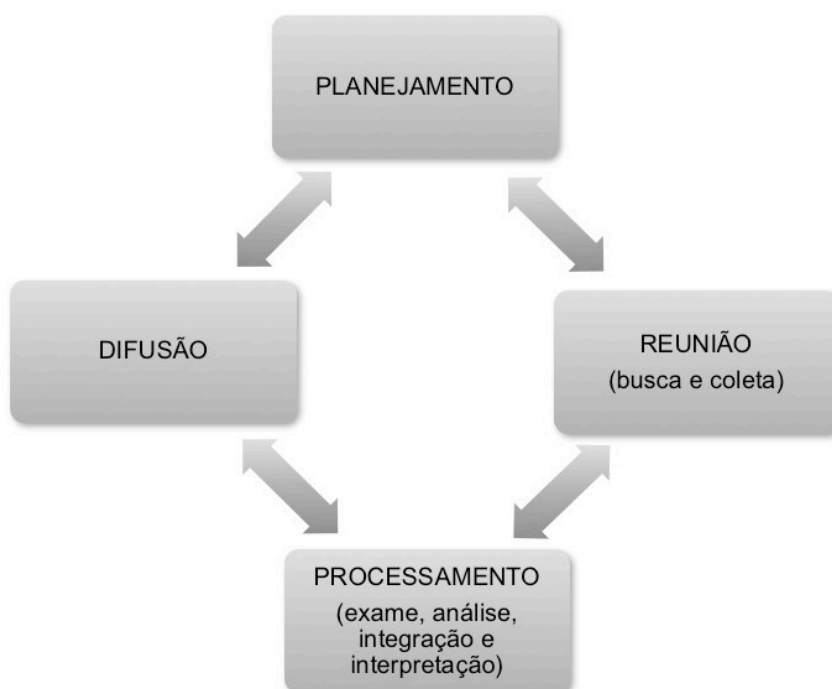 PLANEJAMENTO
DIFUSÃO
REUNIÃO
(busca e coleta)
PROCESSAMENTO
(exame, análise,
integração e
interpretação)